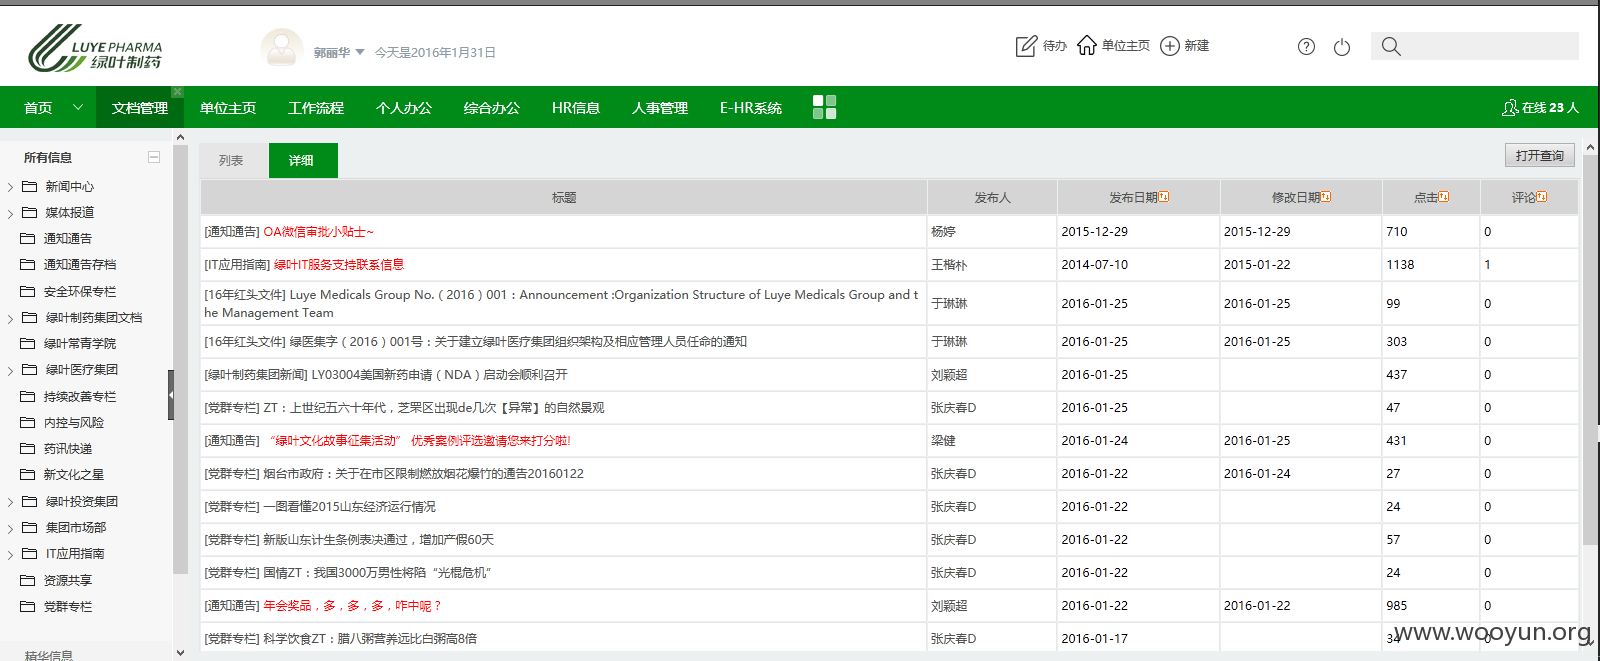 LUYE PHARMA
绿叶制药
郭丽华 今天是2016年1月31日
待办 单位主页 新建
首页 文档管理 单位主页 工作流程 个人办公 综合办公 HR信息 人事管理 E-HR系统 在线 23 人
所有信息
新闻中心
媒体报道
通知通告
通知通告存档
安全环保专栏
绿叶制药集团文档
绿叶常青学院
绿叶医疗集团
持续改善专栏
内控与风险
药讯快递
新文化之星
绿叶投资集团
集团市场部
IT应用指南
资源共享
党群专栏
精华信息
列表 详细 打开查询
标题 发布人 发布日期 修改日期 点击 评论
[通知通告] OA微信审批小贴士~ 杨婷 2015-12-29 2015-12-29 710 0
[IT应用指南] 绿叶IT服务支持联系信息 王楷朴 2014-07-10 2015-01-22 1138 1
[16年红头文件] Luye Medicals Group No.（2016）001：Announcement :Organization Structure of Luye Medicals Group and t
he Management Team 于琳琳 2016-01-25 2016-01-25 99 0
[16年红头文件] 绿医集字（2016）001号：关于建立绿叶医疗集团组织架构及相应管理人员任命的通知 于琳琳 2016-01-25 2016-01-25 303 0
[绿叶制药集团新闻] LY03004美国新药申请（NDA）启动会顺利召开 刘颖超 2016-01-25 437 0
[党群专栏] ZT：上世纪五六十年代，芝罘区出现de几次【异常】的自然景观 张庆春D 2016-01-25 47 0
[通知通告] “绿叶文化故事征集活动” 优秀案例评选邀请您来打分啦! 梁健 2016-01-24 2016-01-25 431 0
[党群专栏] 烟台市政府：关于在市区限制燃放烟花爆竹的通告20160122 张庆春D 2016-01-22 2016-01-24 27 0
[党群专栏] 一图看懂2015山东经济运行情况 张庆春D 2016-01-22 24 0
[党群专栏] 新版山东计生条例表决通过，增加产假60天 张庆春D 2016-01-22 57 0
[党群专栏] 国情ZT：我国3000万男性将陷“光棍危机” 张庆春D 2016-01-22 24 0
[通知通告] 年会奖品，多，多，多，咋中呢？ 刘颖超 2016-01-22 2016-01-22 985 0
[党群专栏] 科学饮食ZT：腊八粥营养远比白粥高8倍 张庆春D 2016-01-17 34 0
www.wooyun.org